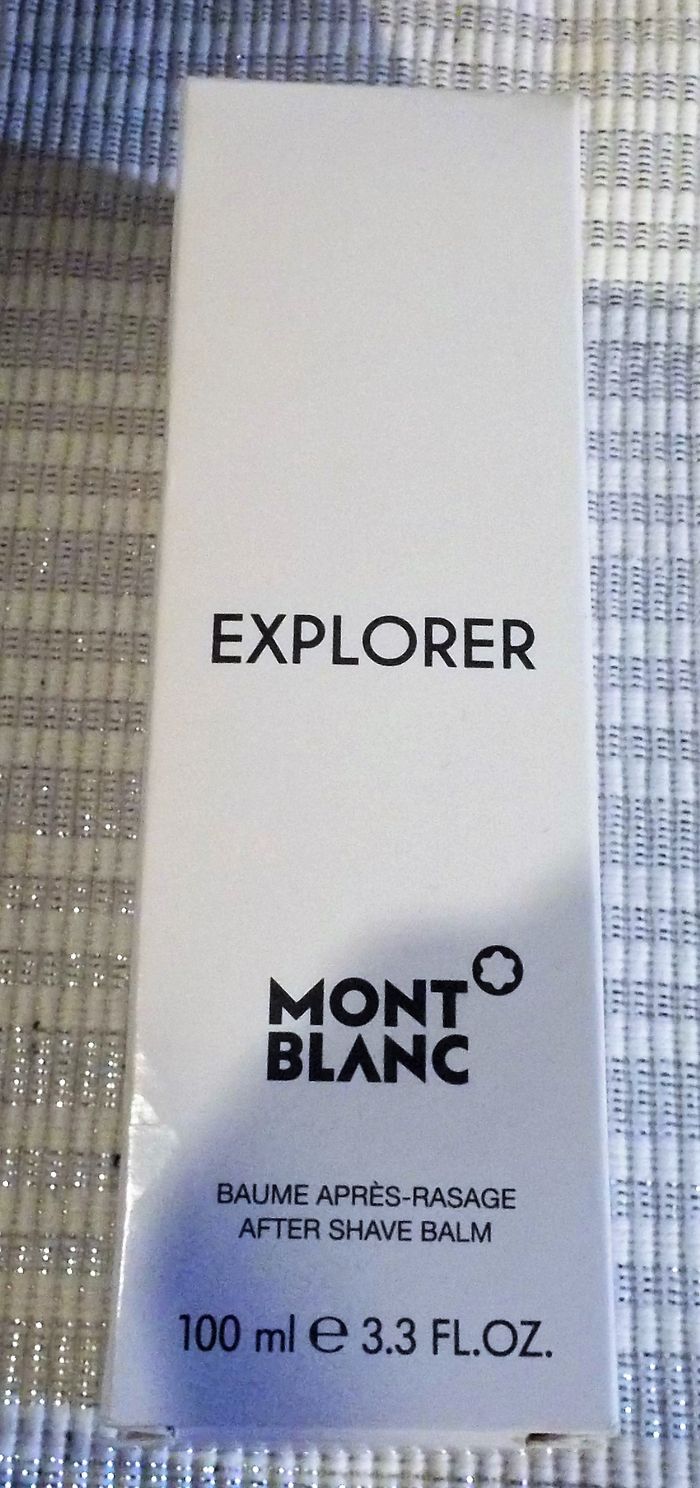 EXPLORER
MONT
BLANC
BAUME APRÈS-RASAGE
AFTER SHAVE BALM
100 ml ℮ 3.3 FL.OZ.